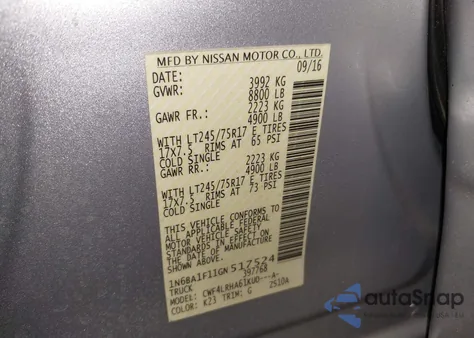 MFD BY NISSAN MOTOR CO., LTD.
DATE: 09/16
GVWR: 3992 KG
8800 LB
GAWR FR.: 2223 KG
4900 LB
WITH LT245/75R17 E TIRES
17X7.5 RIMS AT 65 PSI
COLD SINGLE
GAWR RR.: 2223 KG
4900 LB
WITH LT245/75R17 E TIRES
17X7.5 RIMS AT 73 PSI
COLD SINGLE
THIS VEHICLE CONFORMS TO
ALL APPLICABLE FEDERAL
MOTOR VEHICLE SAFETY
STANDARDS IN EFFECT ON
THE DATE OF MANUFACTURE
SHOWN ABOVE
1N6BA1F11GN517524
TRUCK 397768
MODEL: CWF4LRHA61KUD---A-
COLOR: K23 TRIM: G 2S10A
autoSnap